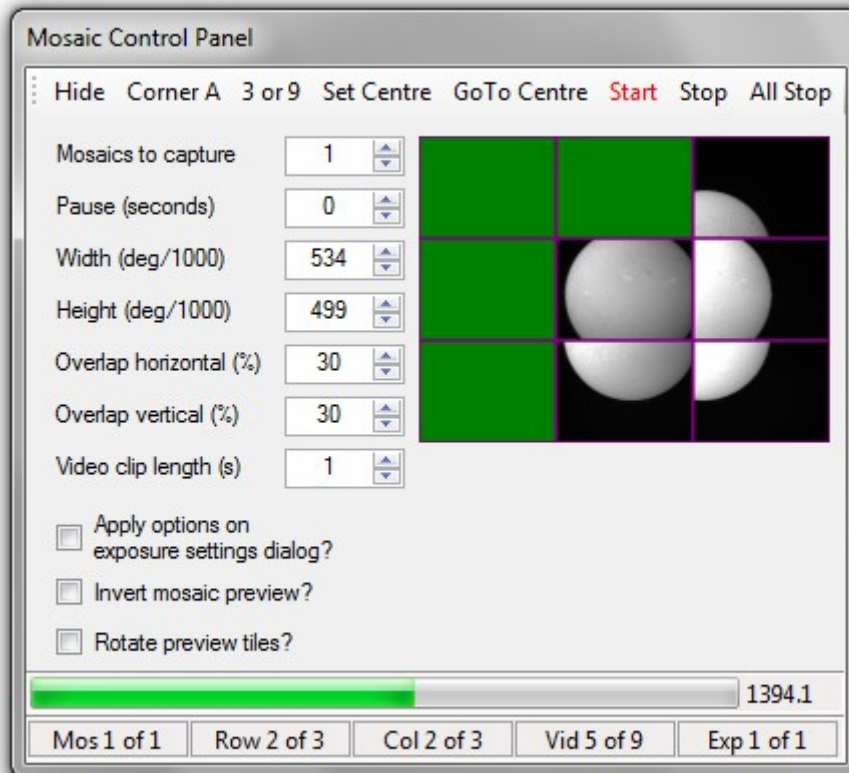 Mosaic Control Panel
Hide Corner A 3 or 9 Set Centre GoTo Centre Start Stop All Stop
Mosaics to capture 1
Pause (seconds) 0
Width (deg/1000) 534
Height (deg/1000) 499
Overlap horizontal (%) 30
Overlap vertical (%) 30
Video clip length (s) 1
Apply options on
exposure settings dialog?
Invert mosaic preview?
Rotate preview tiles?
1394.1
Mos 1 of 1 Row 2 of 3 Col 2 of 3 Vid 5 of 9 Exp 1 of 1